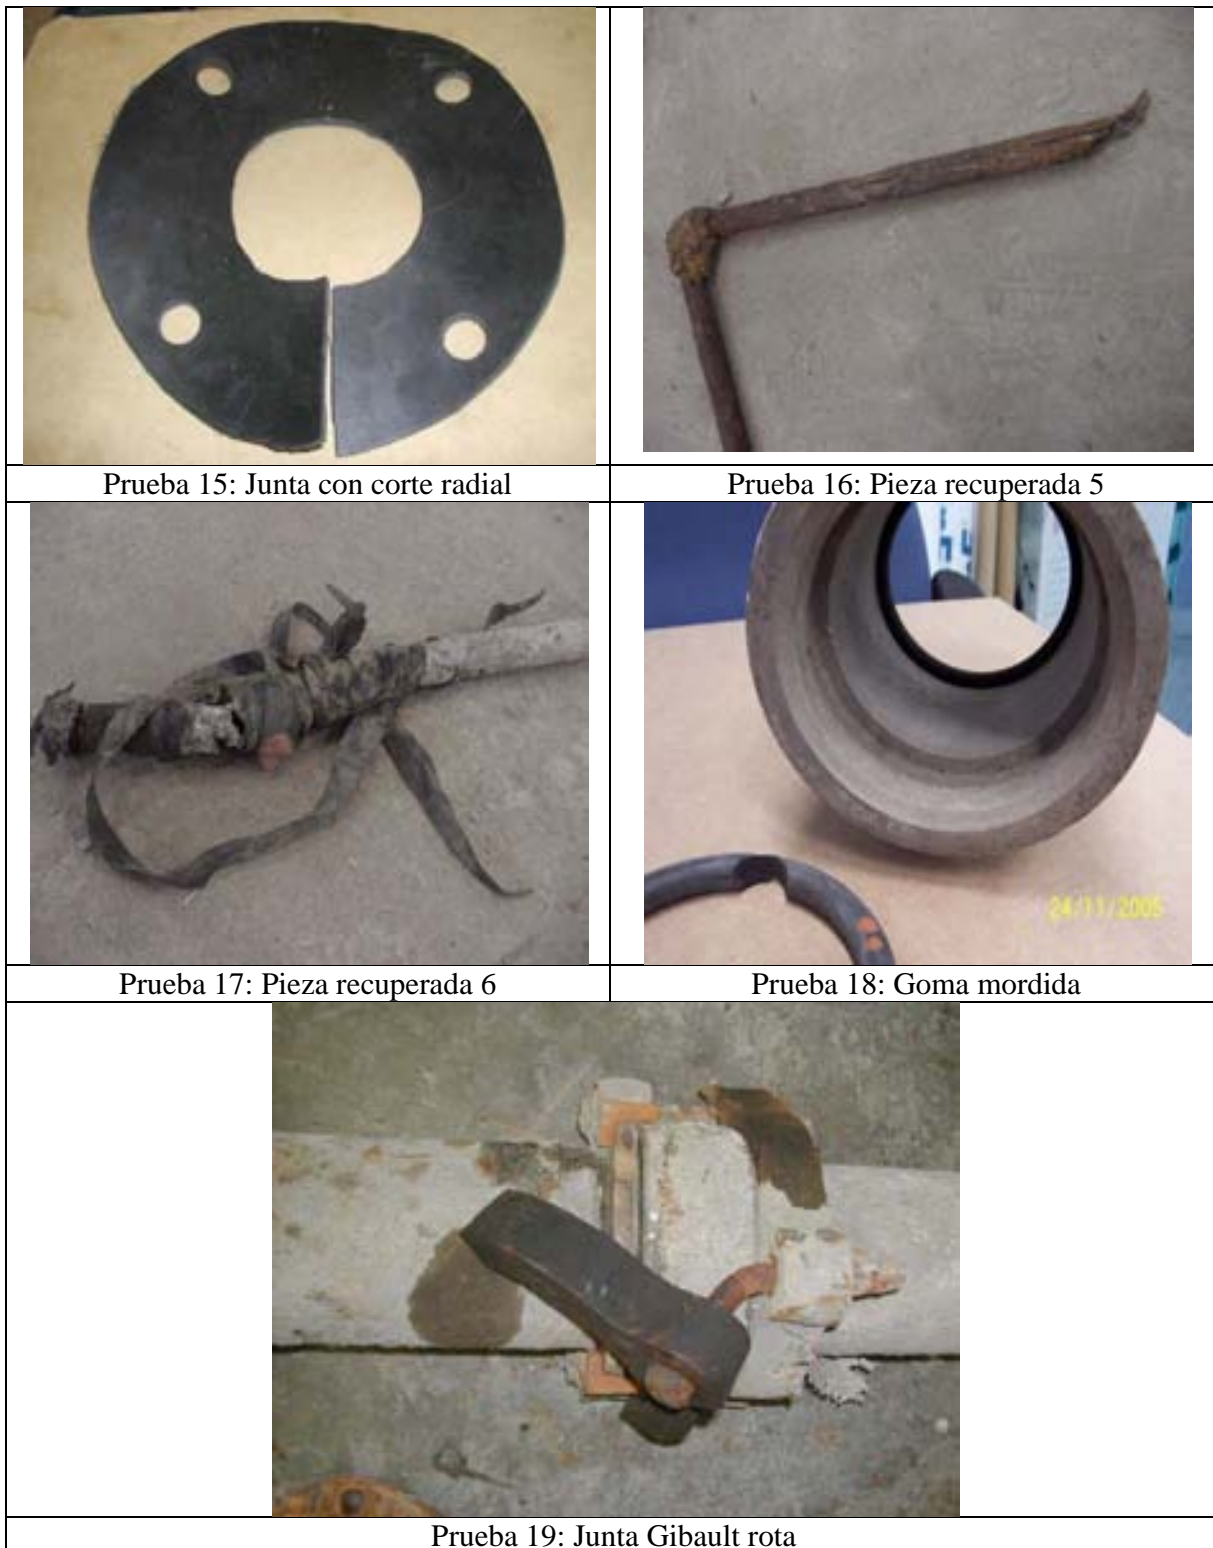 Prueba 15: Junta con corte radial
Prueba 16: Pieza recuperada 5
Prueba 17: Pieza recuperada 6
24/11/2005
Prueba 18: Goma mordida
Prueba 19: Junta Gibault rota